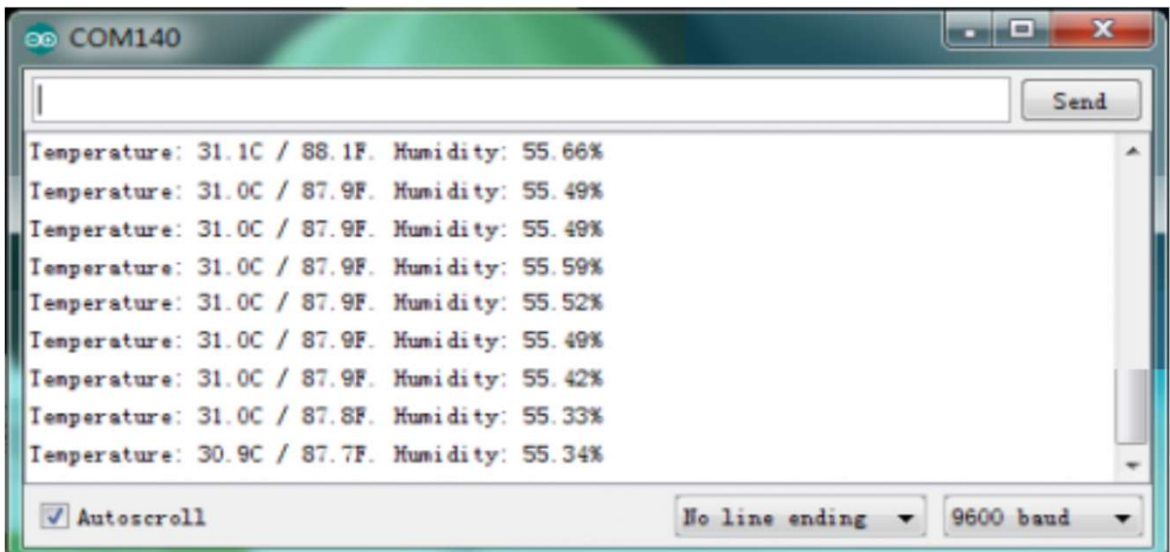 COM140
Send
Temperature: 31.1C / 88.1F. Humidity: 55.66%
Temperature: 31.0C / 87.9F. Humidity: 55.49%
Temperature: 31.0C / 87.9F. Humidity: 55.49%
Temperature: 31.0C / 87.9F. Humidity: 55.59%
Temperature: 31.0C / 87.9F. Humidity: 55.52%
Temperature: 31.0C / 87.9F. Humidity: 55.49%
Temperature: 31.0C / 87.9F. Humidity: 55.42%
Temperature: 31.0C / 87.8F. Humidity: 55.33%
Temperature: 30.9C / 87.7F. Humidity: 55.34%
Autoscroll No line ending 9600 baud